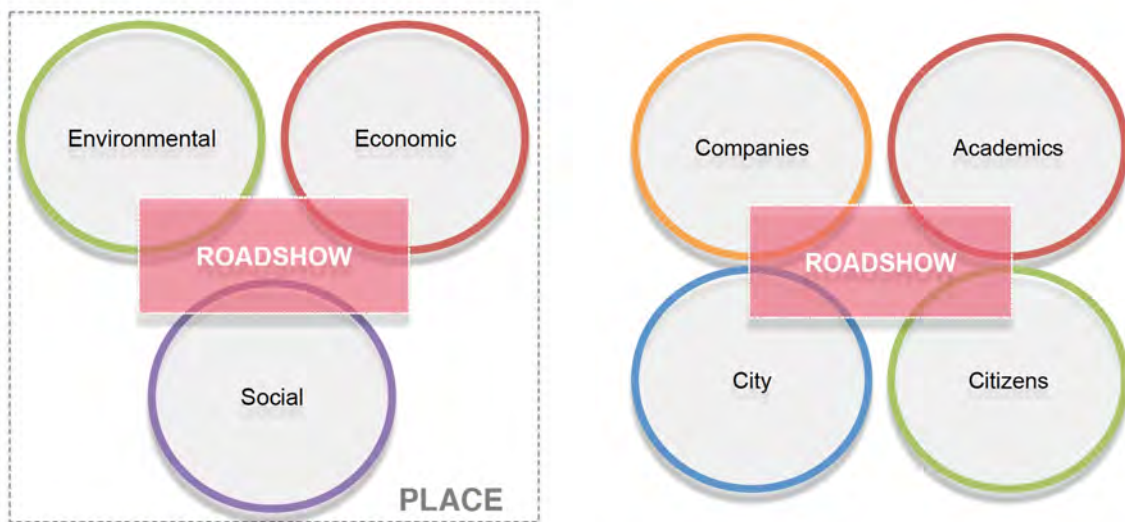 Environmental
Economic
ROADSHOW
Social
PLACE
Companies
Academics
ROADSHOW
City
Citizens